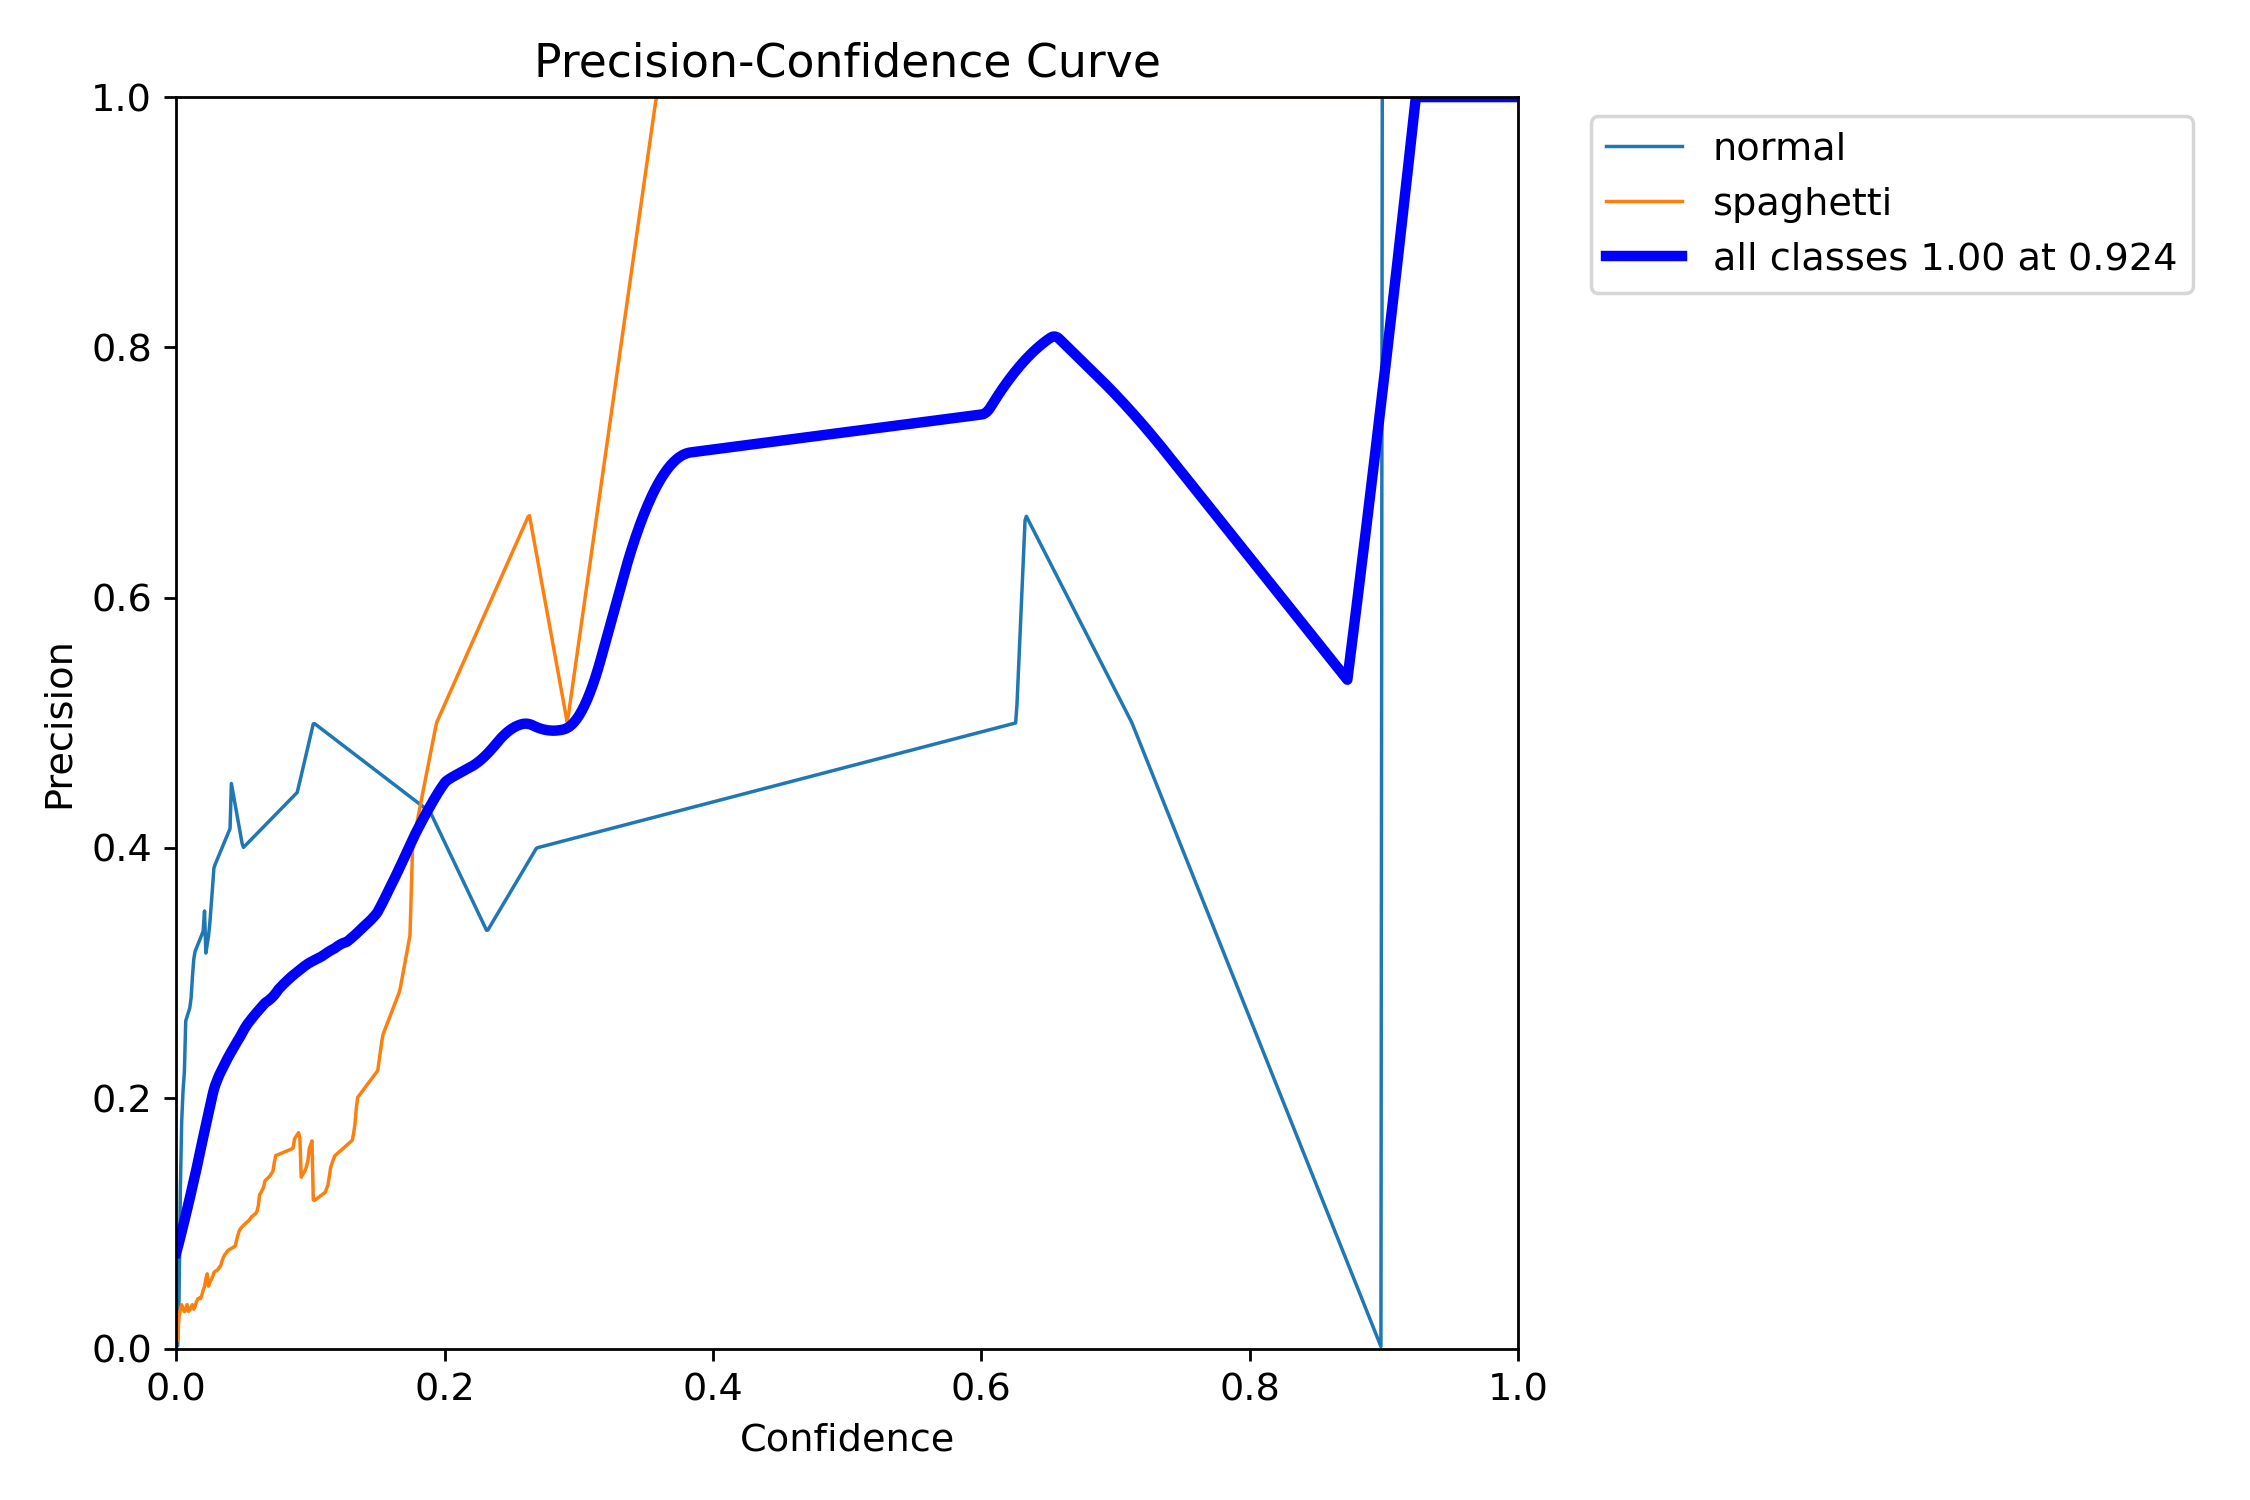 Precision-Confidence Curve
1.0
0.8
0.6
0.4
0.2
0.0
Precision
0.0 0.2 0.4 0.6 0.8 1.0
Confidence
normal
spaghetti
all classes 1.00 at 0.924